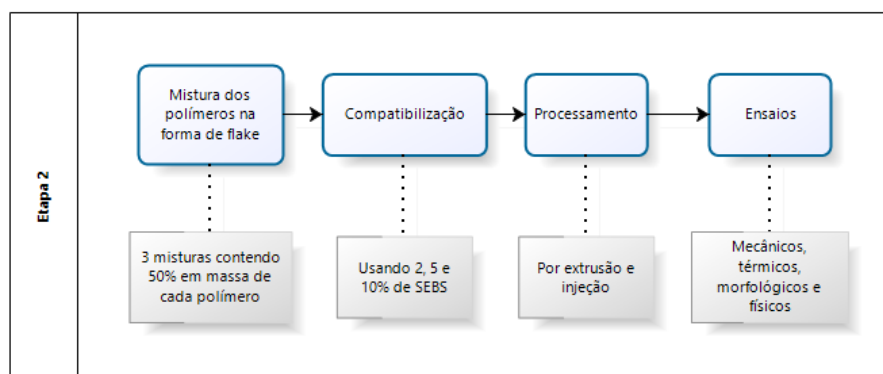 Etapa 2
Mistura dos
polímeros na
forma de flake
Compatibilização
Processamento
Ensaios
3 misturas contendo
50% em massa de
cada polímero
Usando 2, 5 e
10% de SEBS
Por extrusão e
injeção
Mecânicos,
térmicos,
morfológicos e
físicos